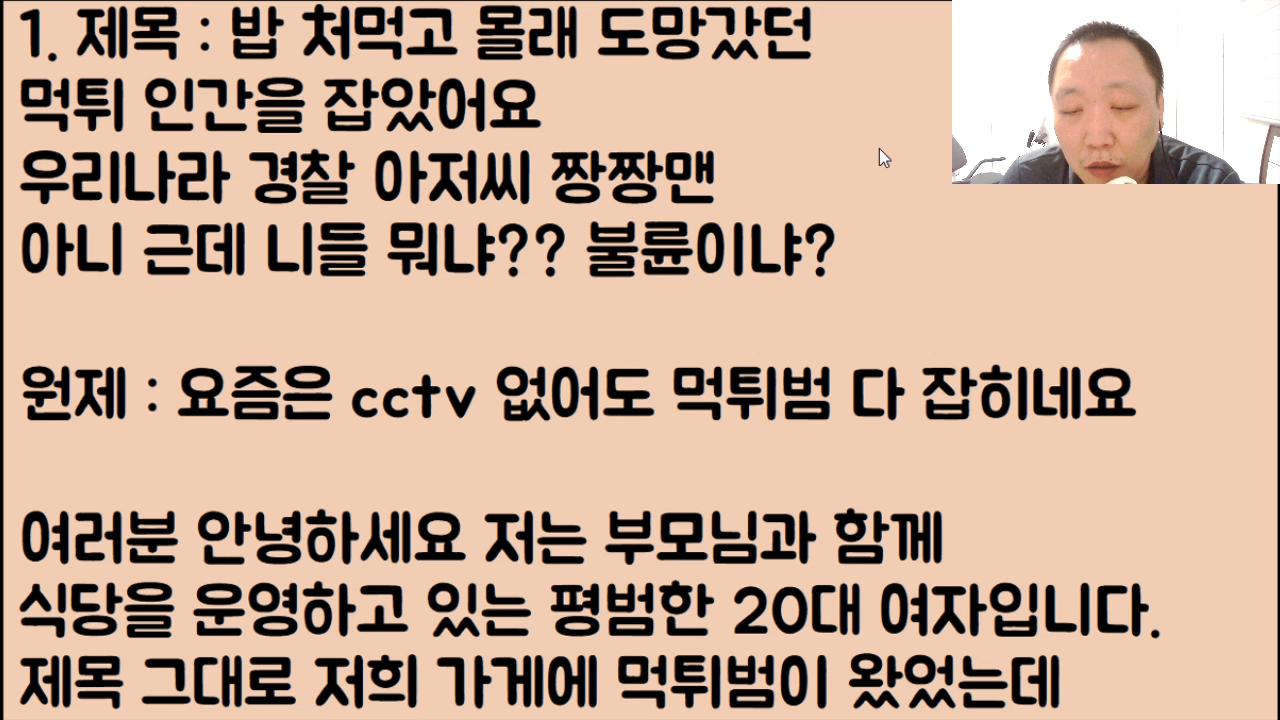 1. 제목 : 밥 처먹고 몰래 도망갔던
먹튀 인간을 잡았어요
우리나라 경찰 아저씨 짱짱맨
아니 근데 니들 뭐냐?? 불륜이냐?
원제 : 요즘은 cctv 없어도 먹튀범 다 잡히네요
여러분 안녕하세요 저는 부모님과 함께
식당을 운영하고 있는 평범한 20대 여자입니다.
제목 그대로 저희 가게에 먹튀범이 왔었는데